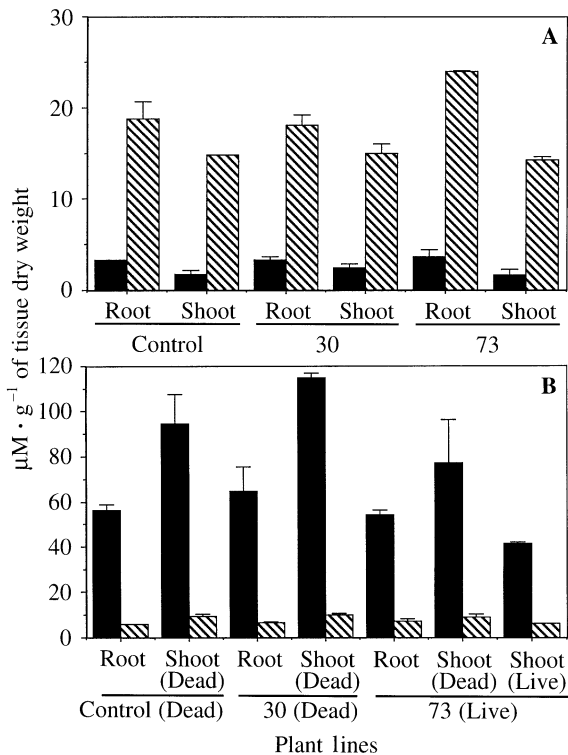 30
A
20
10
0
Root Shoot Root Shoot Root Shoot
Control 30 73
μM · g⁻¹ of tissue dry weight
120
B
100
80
60
40
20
0
Root Shoot Root Shoot Root Shoot Shoot
(Dead) (Dead) (Dead) (Live)
Control (Dead) 30 (Dead) 73 (Live)
Plant lines